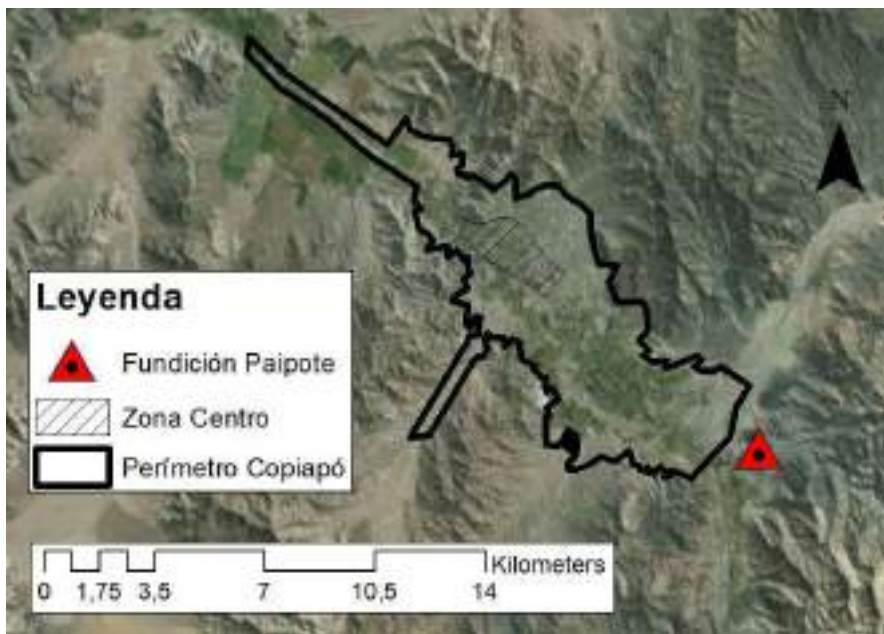 N
Leyenda
Fundición Paipote
Zona Centro
Perímetro Copiapó
Kilometers
0 1,75 3,5 7 10,5 14